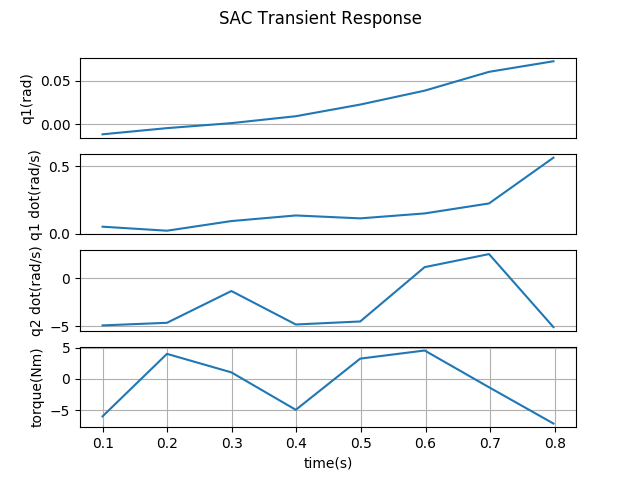 SAC Transient Response
q1(rad)
0.05
0.00
q1 dot(rad/s)
0.5
0.0
q2 dot(rad/s)
0
−5
torque(Nm)
5
0
−5
0.1 0.2 0.3 0.4 0.5 0.6 0.7 0.8
time(s)